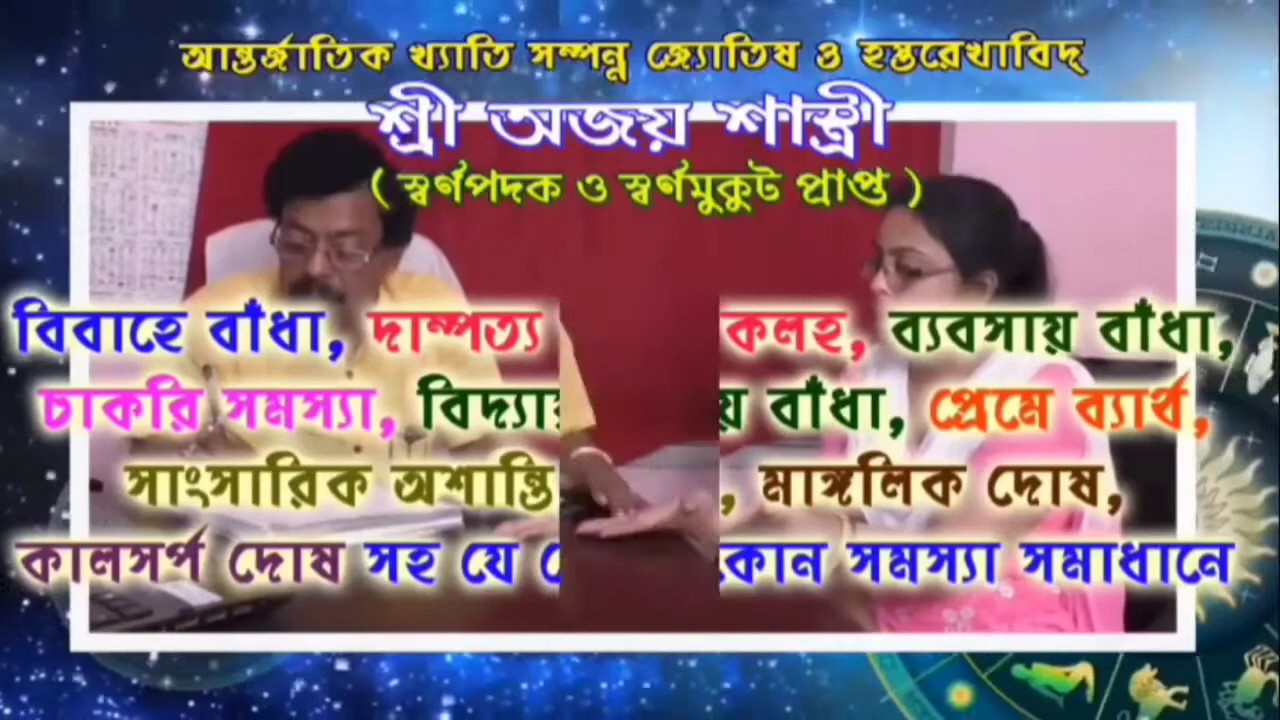 আন্তর্জাতিক খ্যাতি সম্পন্ন জ্যোতিষ ও হস্তরেখাবিদ্
শ্রী অজয় শাস্ত্রী
( স্বর্ণপদক ও স্বর্ণমুকুট প্রাপ্ত )
বিবাহে বাঁধা, দাম্পত্য কলহ, ব্যবসায় বাঁধা,
চাকরি সমস্যা, বিদ্যায় বাঁধা, প্রেমে ব্যার্থ,
সাংসারিক অশান্তি, মাঙ্গলিক দোষ,
কালসর্প দোষ সহ যে কোন সমস্যা সমাধানে